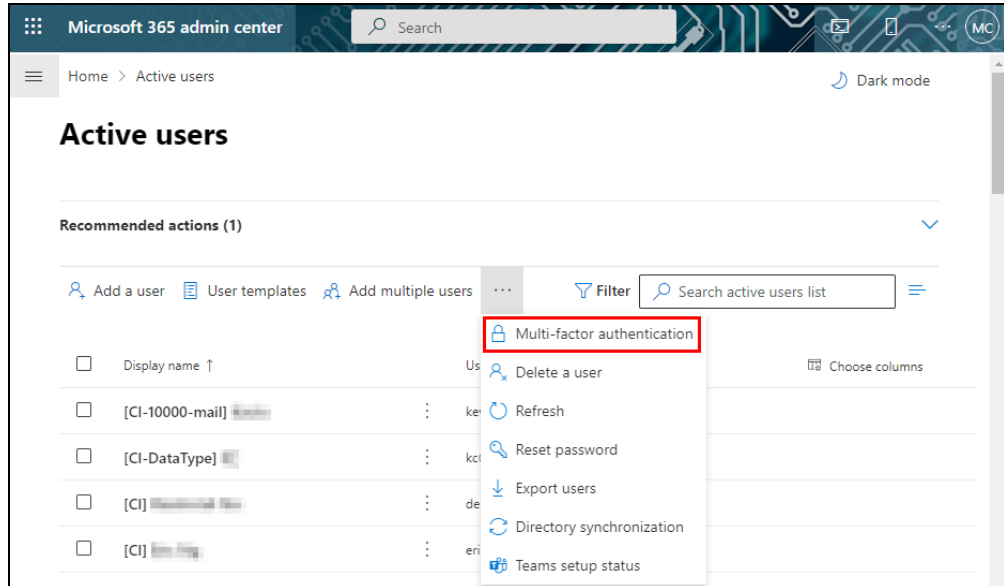 Microsoft 365 admin center
Search
MC
Home > Active users
Dark mode
Active users
Recommended actions (1)
Add a user
User templates
Add multiple users
...
Filter
Search active users list
Multi-factor authentication
Display name ↑
Us
Choose columns
Delete a user
[CI-10000-mail]
Refresh
[CI-DataType]
Reset password
Export users
[CI]
de
Directory synchronization
[CI]
eri
Teams setup status